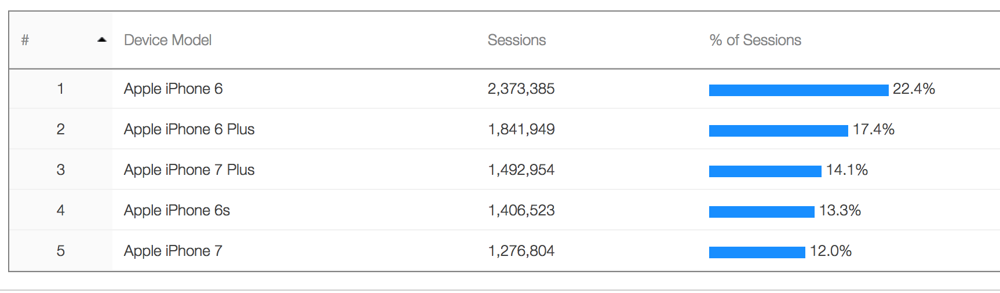 # Device Model Sessions % of Sessions
1 Apple iPhone 6 2,373,385 22.4%
2 Apple iPhone 6 Plus 1,841,949 17.4%
3 Apple iPhone 7 Plus 1,492,954 14.1%
4 Apple iPhone 6s 1,406,523 13.3%
5 Apple iPhone 7 1,276,804 12.0%